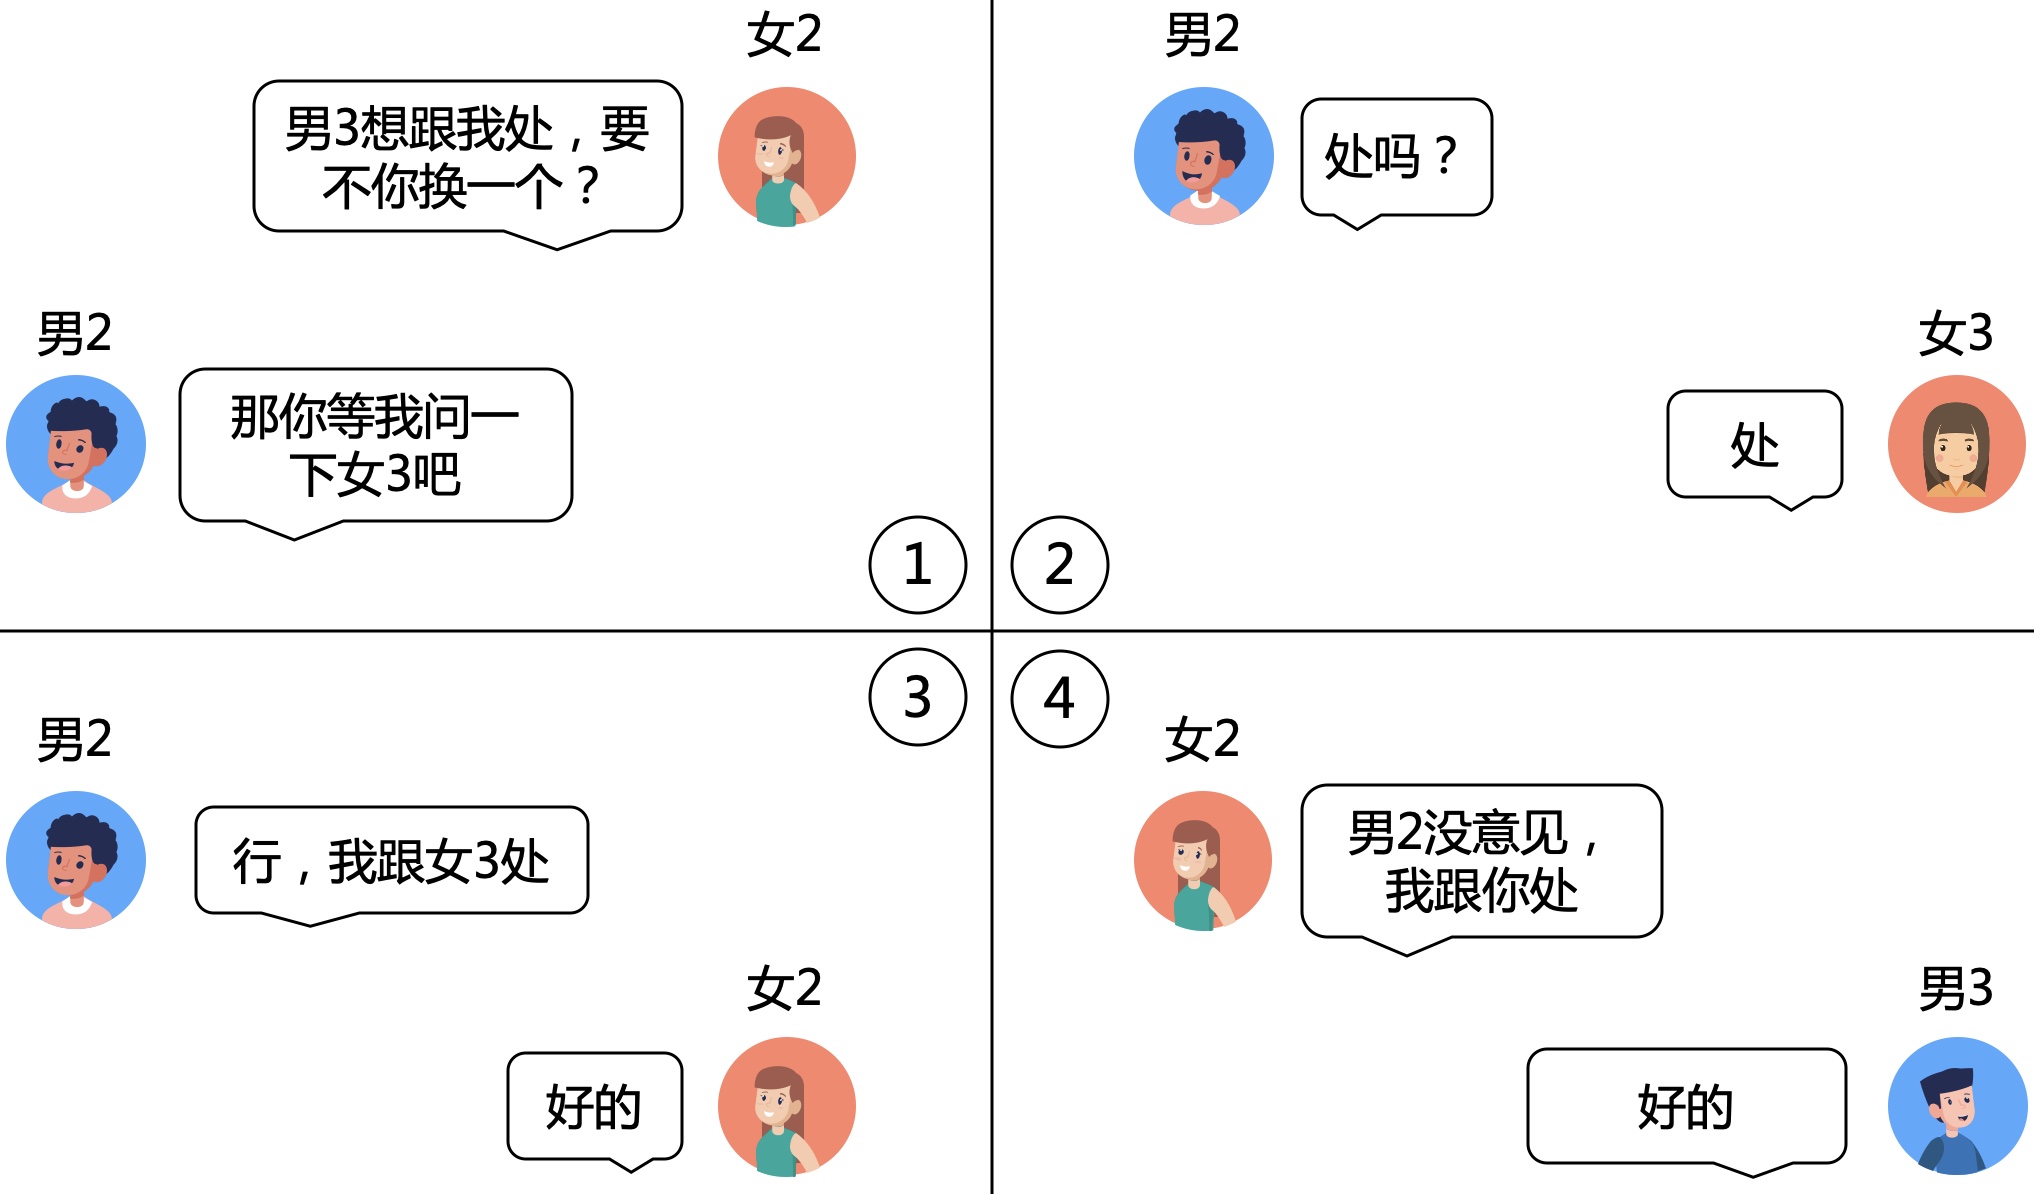 女2
男3想跟我处，要
不你换一个？
男2
那你等我问一
下女3吧
1
男2
处吗？
女3
处
2
3
男2
行，我跟女3处
女2
好的
4
女2
男2没意见，
我跟你处
男3
好的